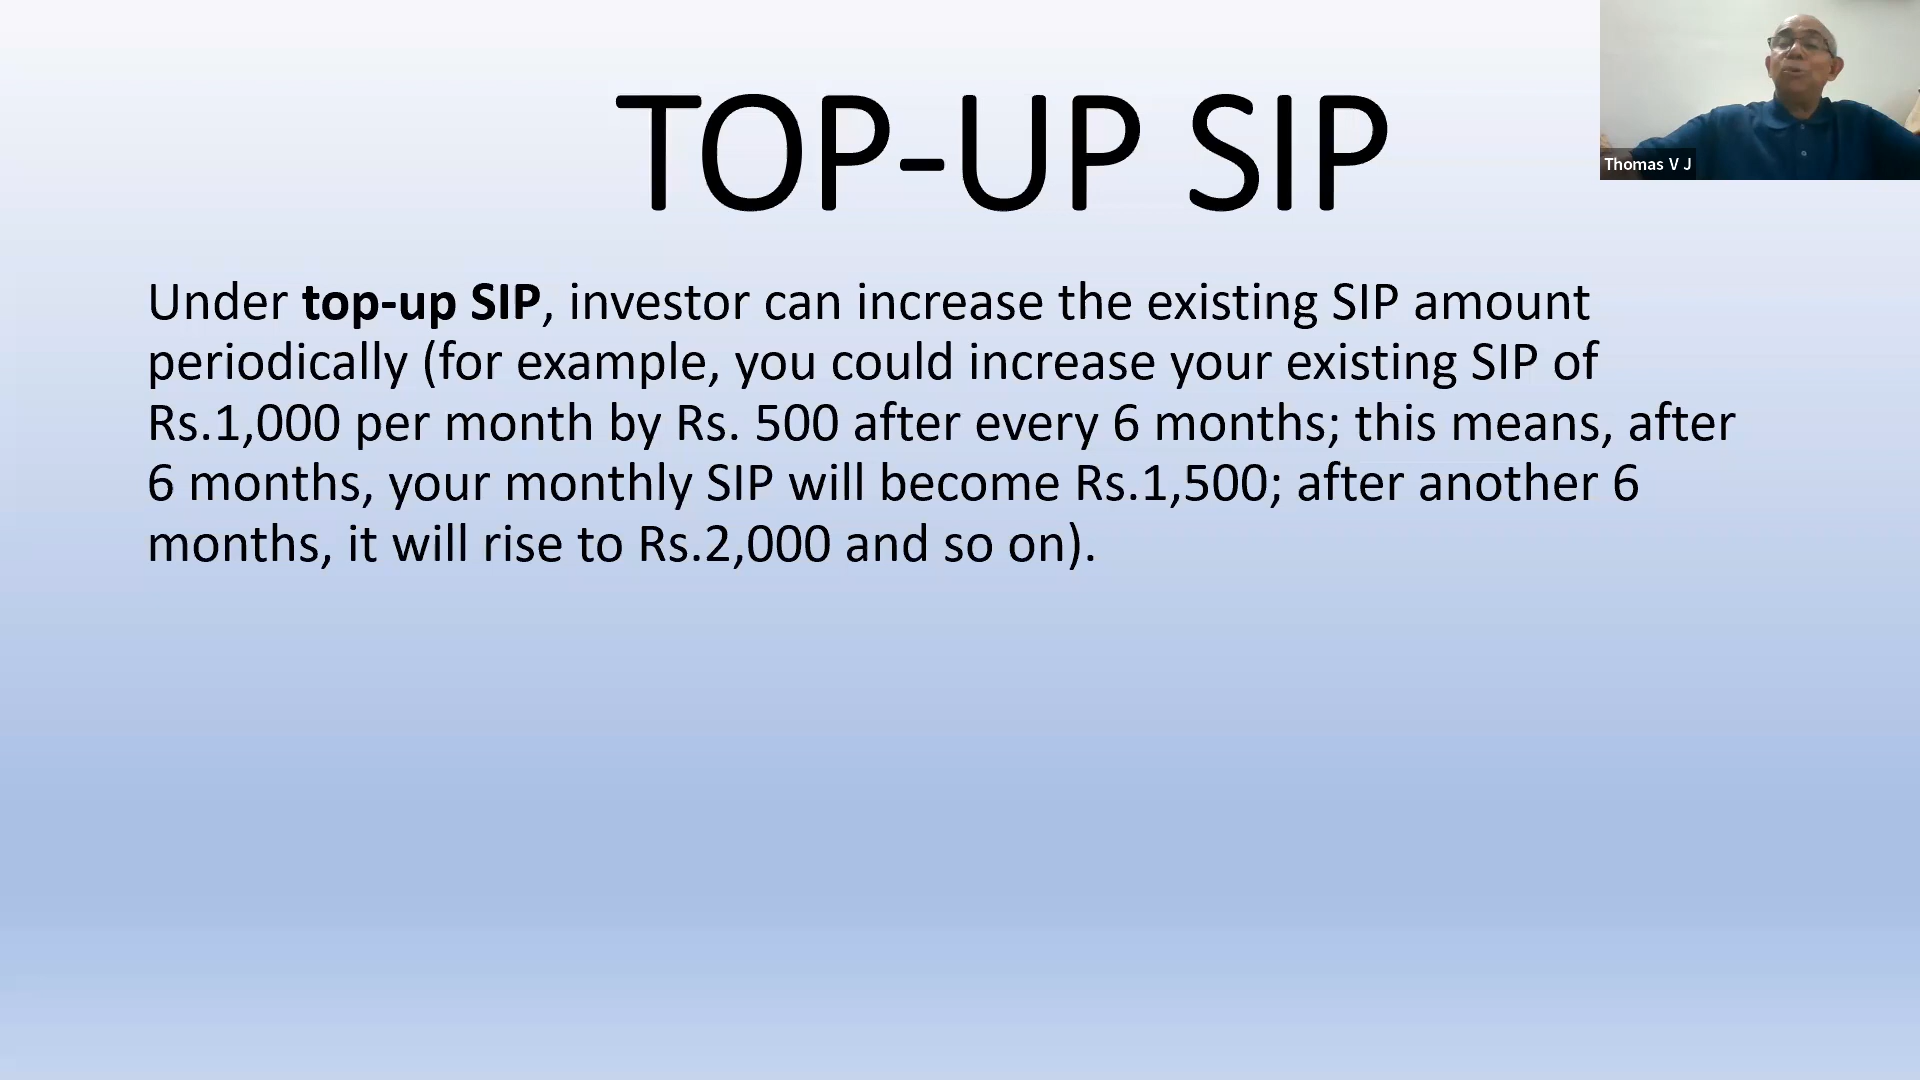 TOP-UP SIP
Thomas V J
Under top-up SIP, investor can increase the existing SIP amount
periodically (for example, you could increase your existing SIP of
Rs.1,000 per month by Rs. 500 after every 6 months; this means, after
6 months, your monthly SIP will become Rs.1,500; after another 6
months, it will rise to Rs.2,000 and so on).